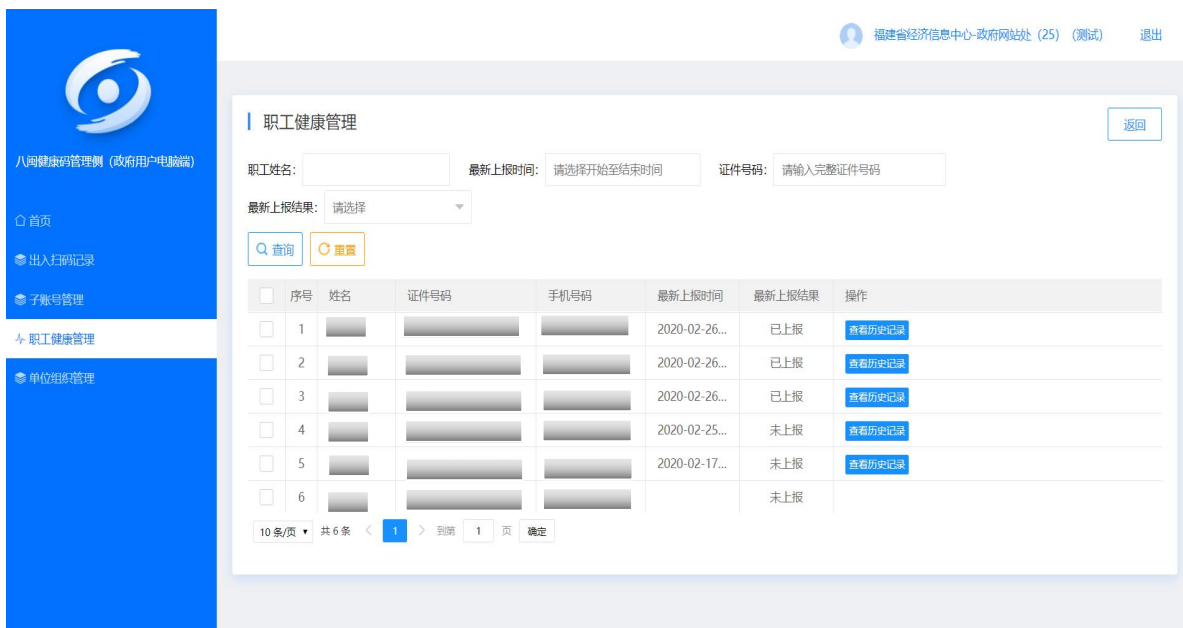 福建省经济信息中心-政府网站处（25）（测试） 退出
八闽健康码管理侧（政府用户电脑端）
首页
出入扫码记录
子账号管理
职工健康管理
单位组织管理
职工健康管理 返回
职工姓名： 最新上报时间： 请选择开始至结束时间 证件号码： 请输入完整证件号码
最新上报结果： 请选择
查询 重置
序号 姓名 证件号码 手机号码 最新上报时间 最新上报结果 操作
1 2020-02-26... 已上报 查看历史记录
2 2020-02-26... 已上报 查看历史记录
3 2020-02-26... 已上报 查看历史记录
4 2020-02-25... 未上报 查看历史记录
5 2020-02-17... 未上报 查看历史记录
6 未上报
10 条/页 共 6 条 1 到第 1 页 确定